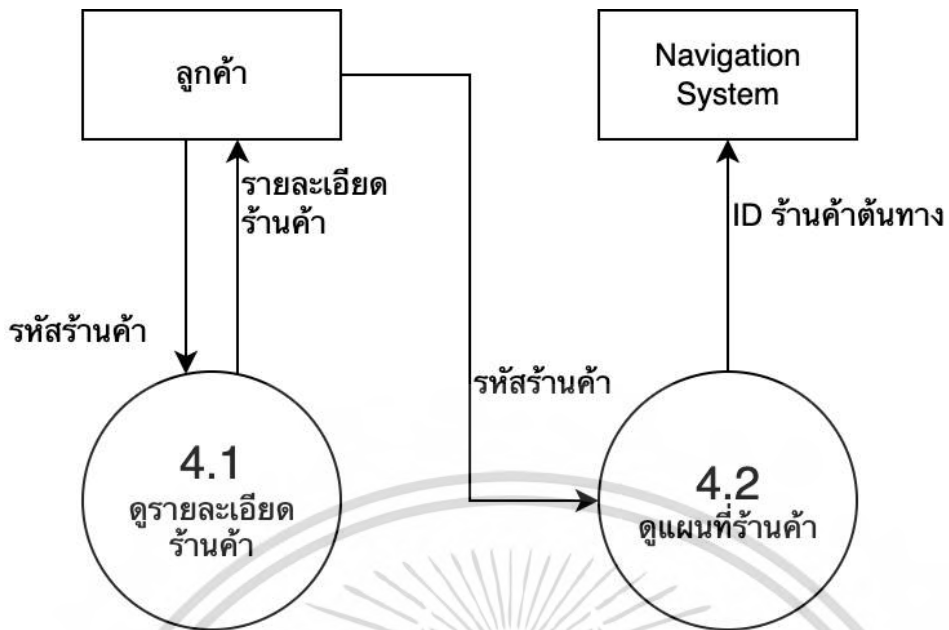 ลูกค้า
Navigation
System
รายละเอียด
ร้านค้า
ID ร้านค้าต้นทาง
รหัสร้านค้า
รหัสร้านค้า
4.1
ดูรายละเอียด
ร้านค้า
4.2
ดูแผนที่ร้านค้า